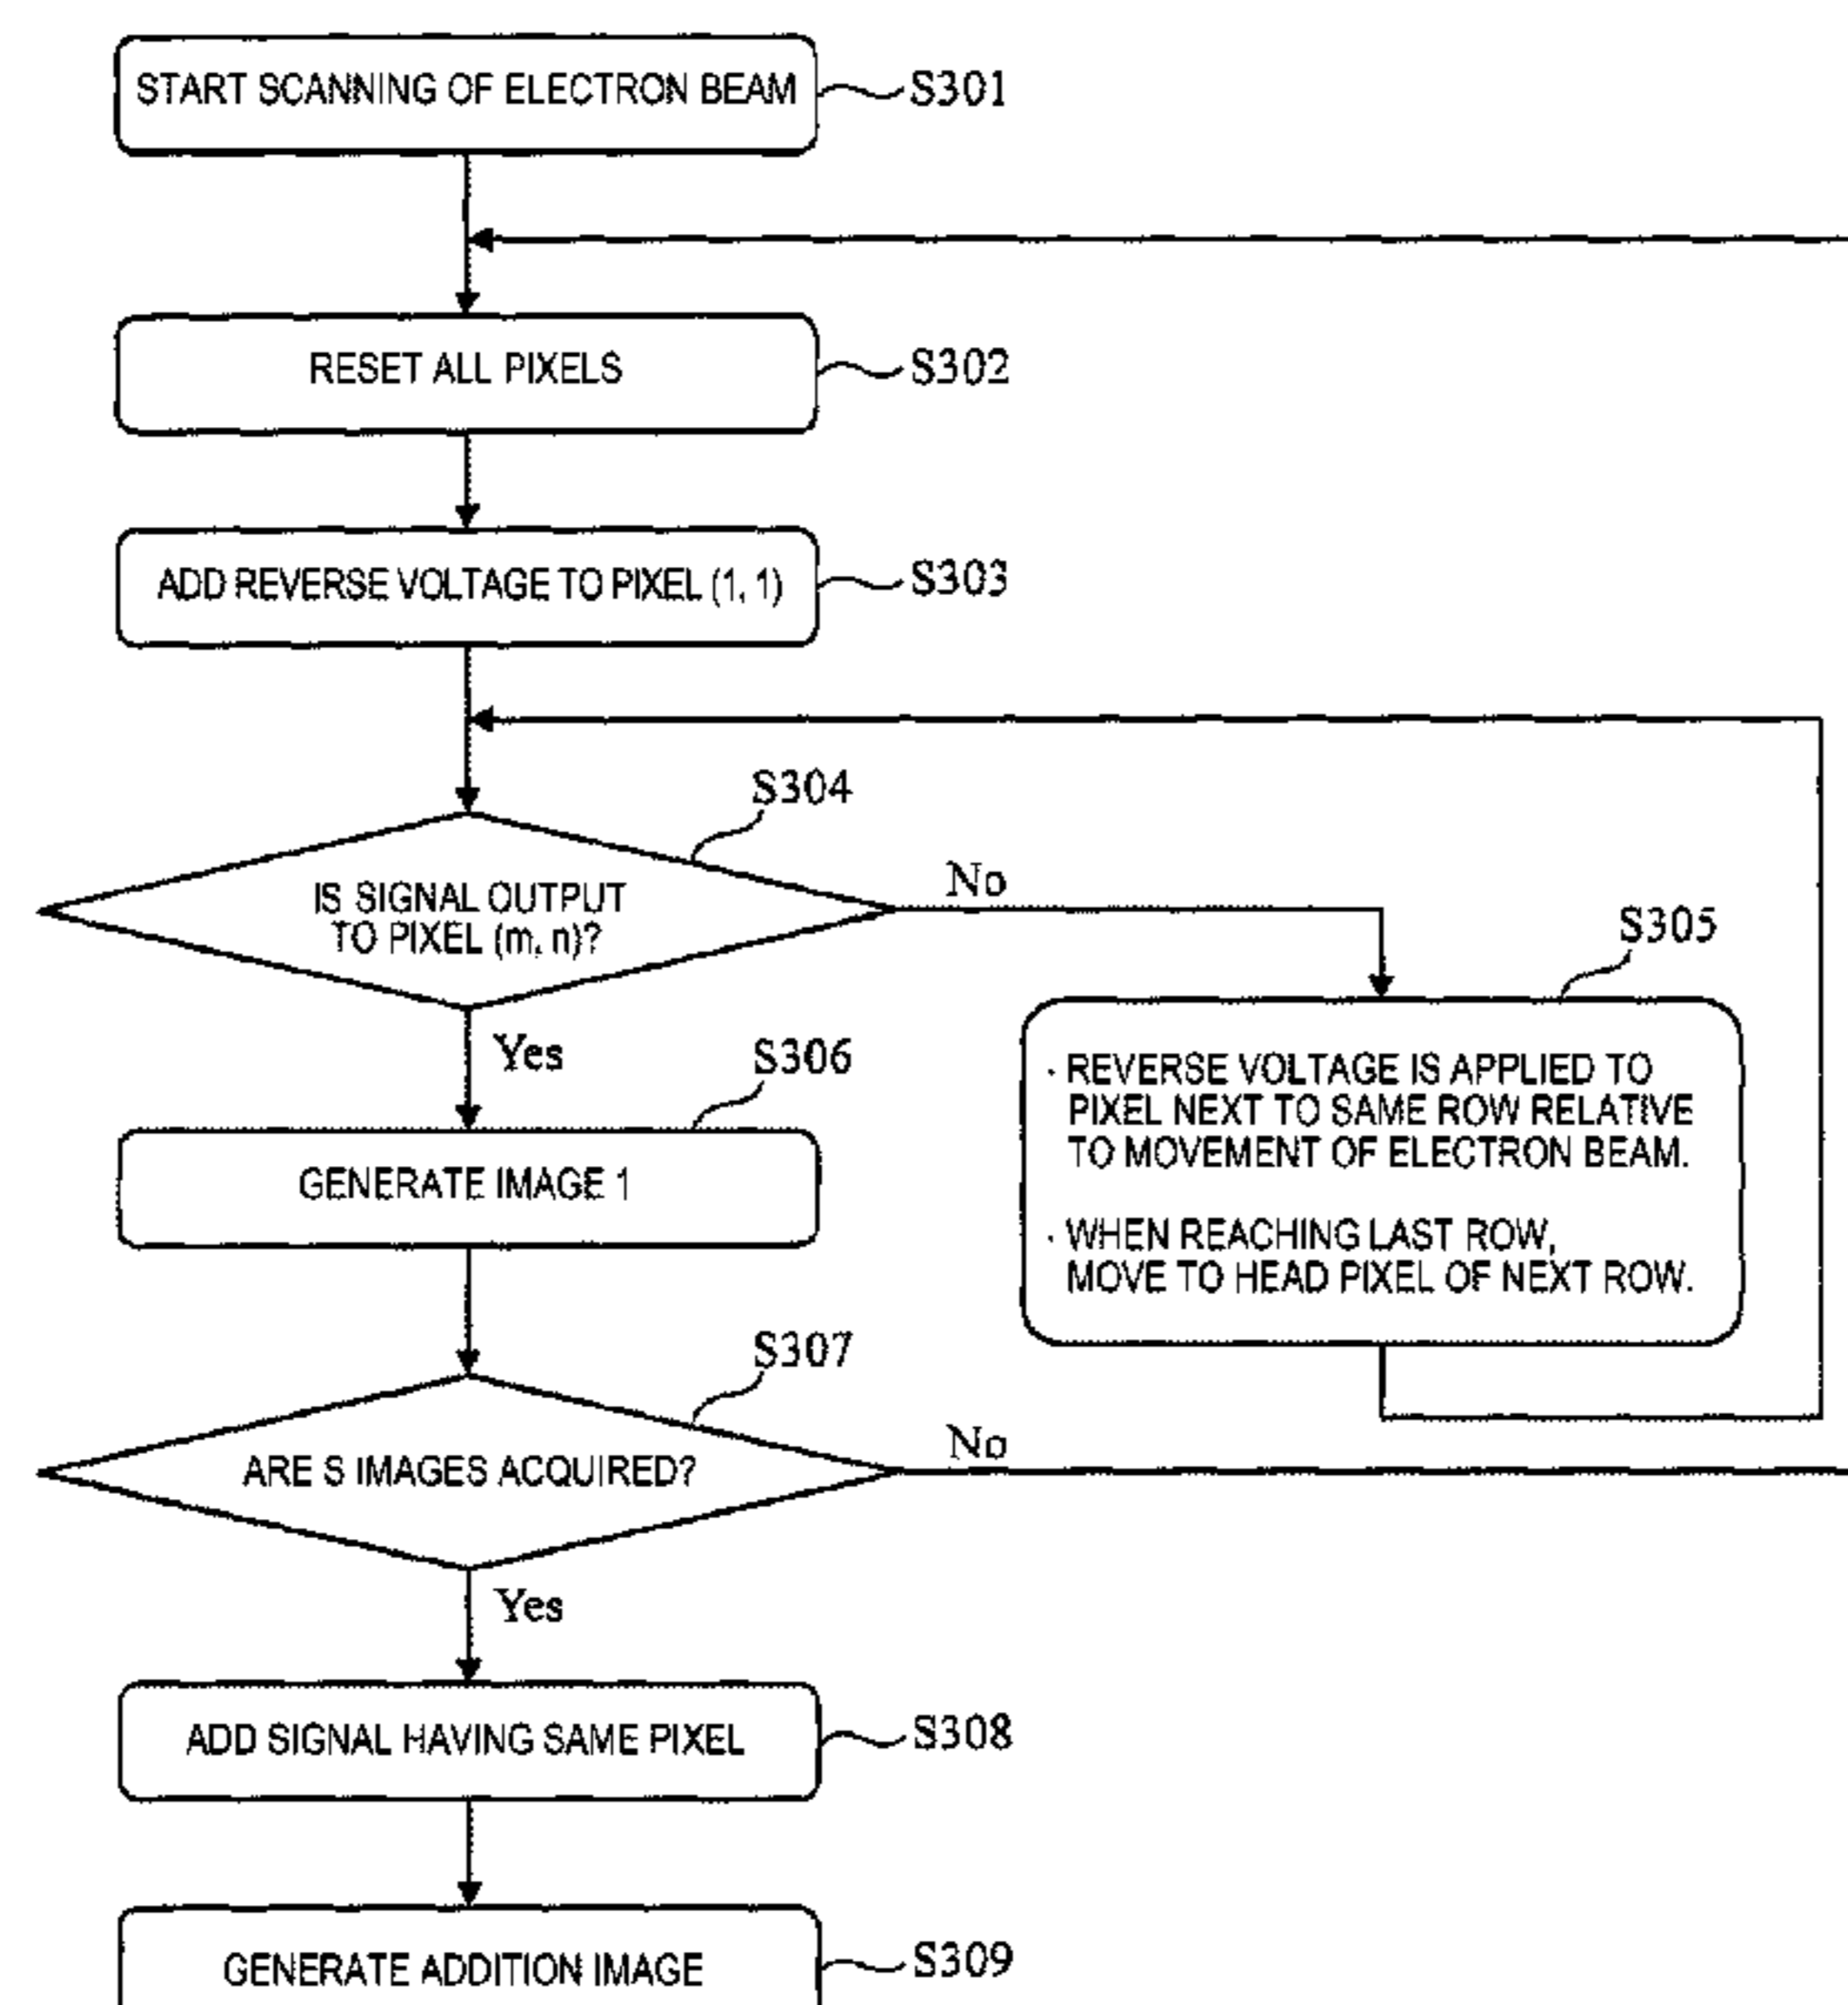 START SCANNING OF ELECTRON BEAM
S301
RESET ALL PIXELS
S302
ADD REVERSE VOLTAGE TO PIXEL (1, 1)
S303
S304
IS SIGNAL OUTPUT
TO PIXEL (m, n)?
No
Yes
S305
· REVERSE VOLTAGE IS APPLIED TO
PIXEL NEXT TO SAME ROW RELATIVE
TO MOVEMENT OF ELECTRON BEAM.
· WHEN REACHING LAST ROW,
MOVE TO HEAD PIXEL OF NEXT ROW.
S306
GENERATE IMAGE 1
S307
ARE S IMAGES ACQUIRED?
No
Yes
ADD SIGNAL HAVING SAME PIXEL
S308
GENERATE ADDITION IMAGE
S309